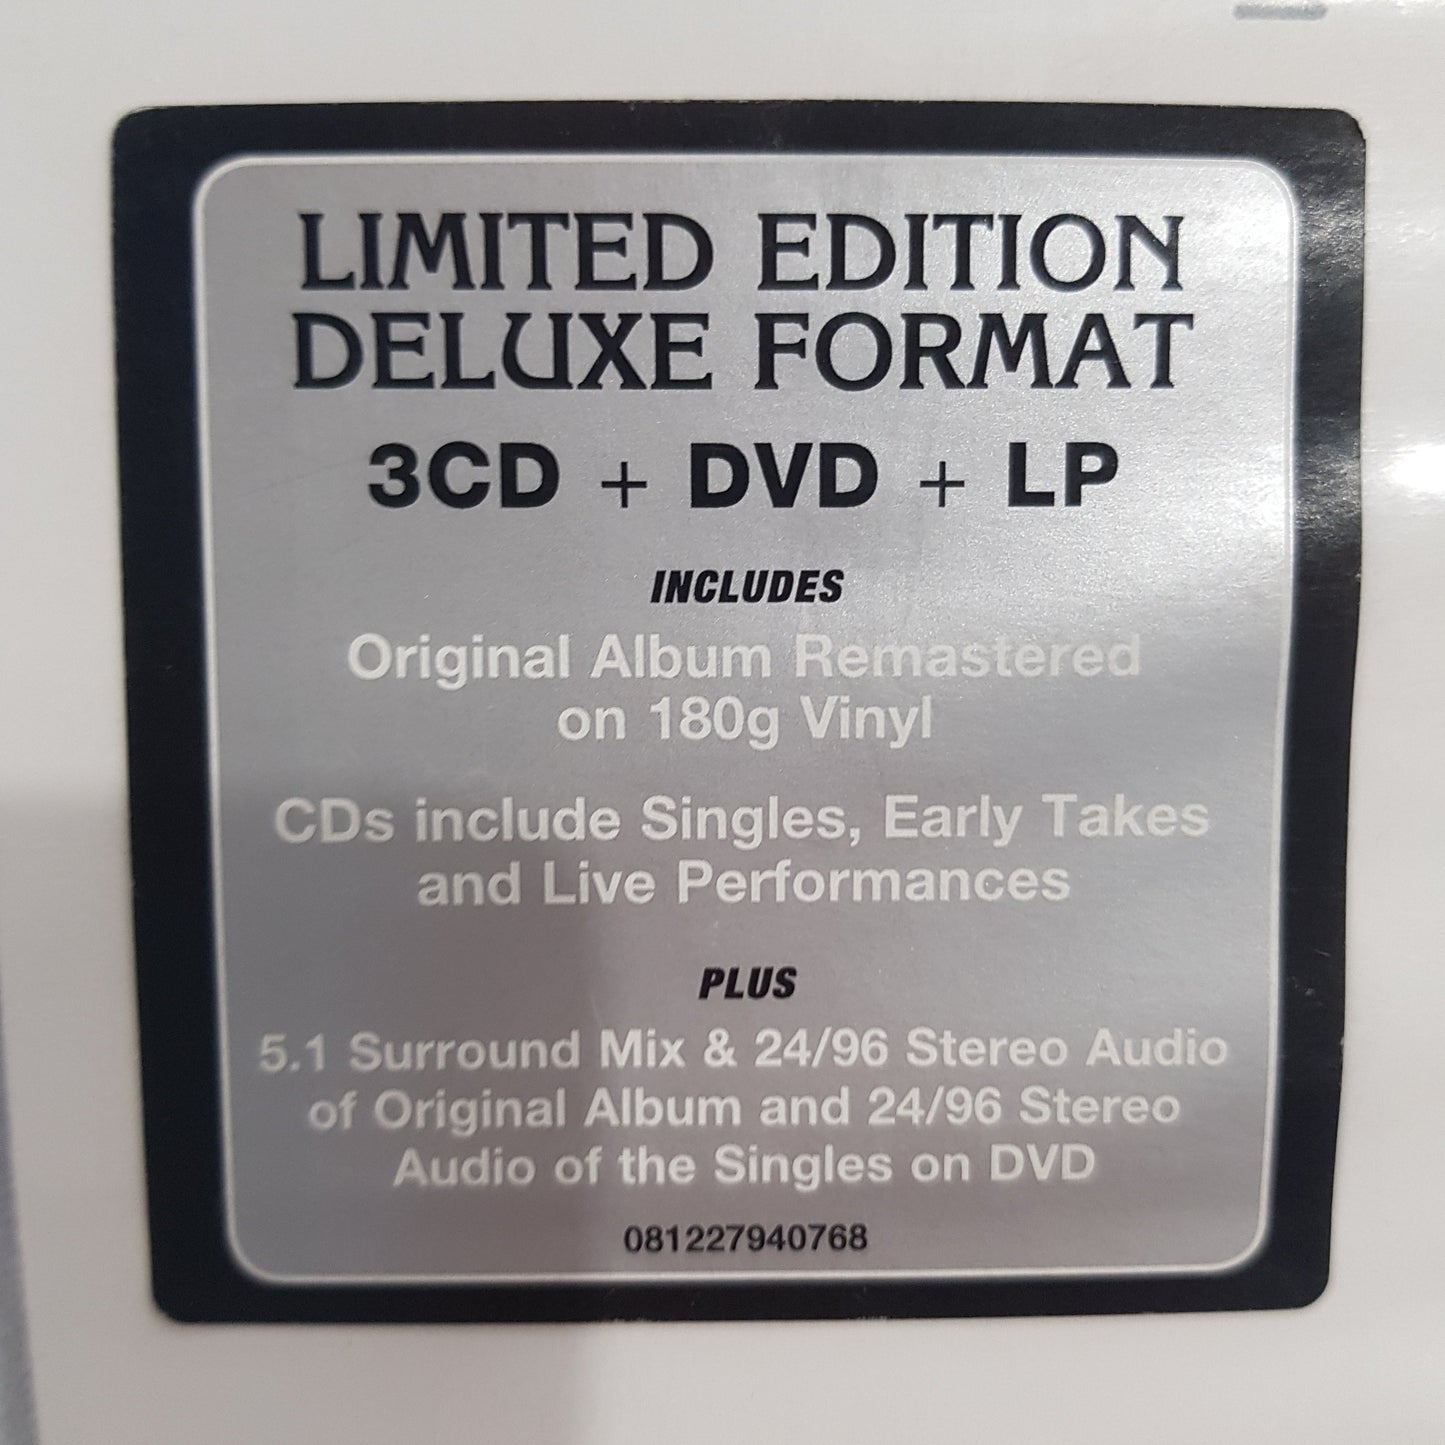 LIMITED EDITION
DELUXE FORMAT
3CD + DVD + LP
INCLUDES
Original Album Remastered
on 180g Vinyl
CDs include Singles, Early Takes
and Live Performances
PLUS
5.1 Surround Mix & 24/96 Stereo Audio
of Original Album and 24/96 Stereo
Audio of the Singles on DVD
081227940768